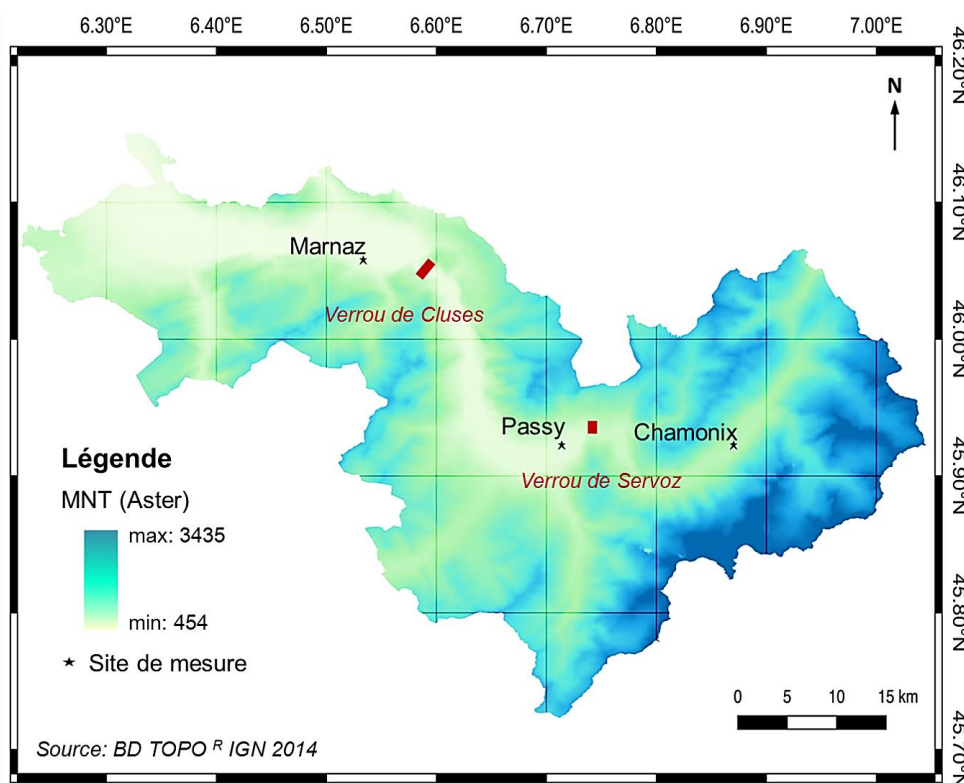 6.30°E 6.40°E 6.50°E 6.60°E 6.70°E 6.80°E 6.90°E 7.00°E
46.20°N
N
46.10°N
Marnaz
Verrou de Cluses
46.00°N
Passy
Chamonix
Verrou de Servoz
45.90°N
Légende
MNT (Aster)
max: 3435
min: 454
45.80°N
Site de mesure
0 5 10 15 km
45.70°N
Source: BD TOPO R IGN 2014